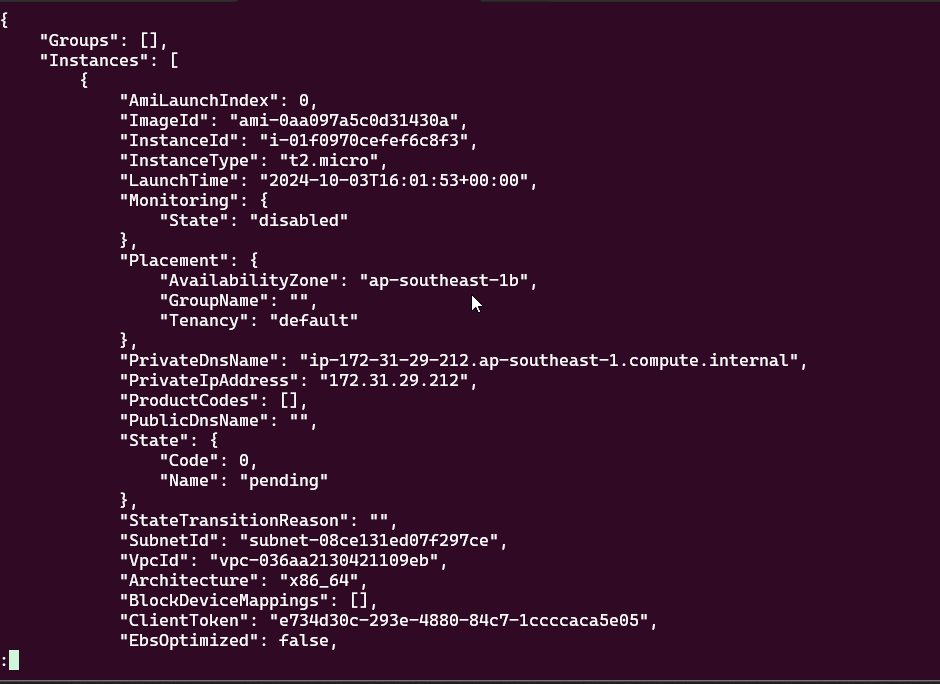 {
    "Groups": [],
    "Instances": [
        {
            "AmiLaunchIndex": 0,
            "ImageId": "ami-0aa097a5c0d31430a",
            "InstanceId": "i-01f0970cefef6c8f3",
            "InstanceType": "t2.micro",
            "LaunchTime": "2024-10-03T16:01:53+00:00",
            "Monitoring": {
                "State": "disabled"
            },
            "Placement": {
                "AvailabilityZone": "ap-southeast-1b",
                "GroupName": "",
                "Tenancy": "default"
            },
            "PrivateDnsName": "ip-172-31-29-212.ap-southeast-1.compute.internal",
            "PrivateIpAddress": "172.31.29.212",
            "ProductCodes": [],
            "PublicDnsName": "",
            "State": {
                "Code": 0,
                "Name": "pending"
            },
            "StateTransitionReason": "",
            "SubnetId": "subnet-08ce131ed07f297ce",
            "VpcId": "vpc-036aa2130421109eb",
            "Architecture": "x86_64",
            "BlockDeviceMappings": [],
            "ClientToken": "e734d30c-293e-4880-84c7-1ccccaca5e05",
            "EbsOptimized": false,
: